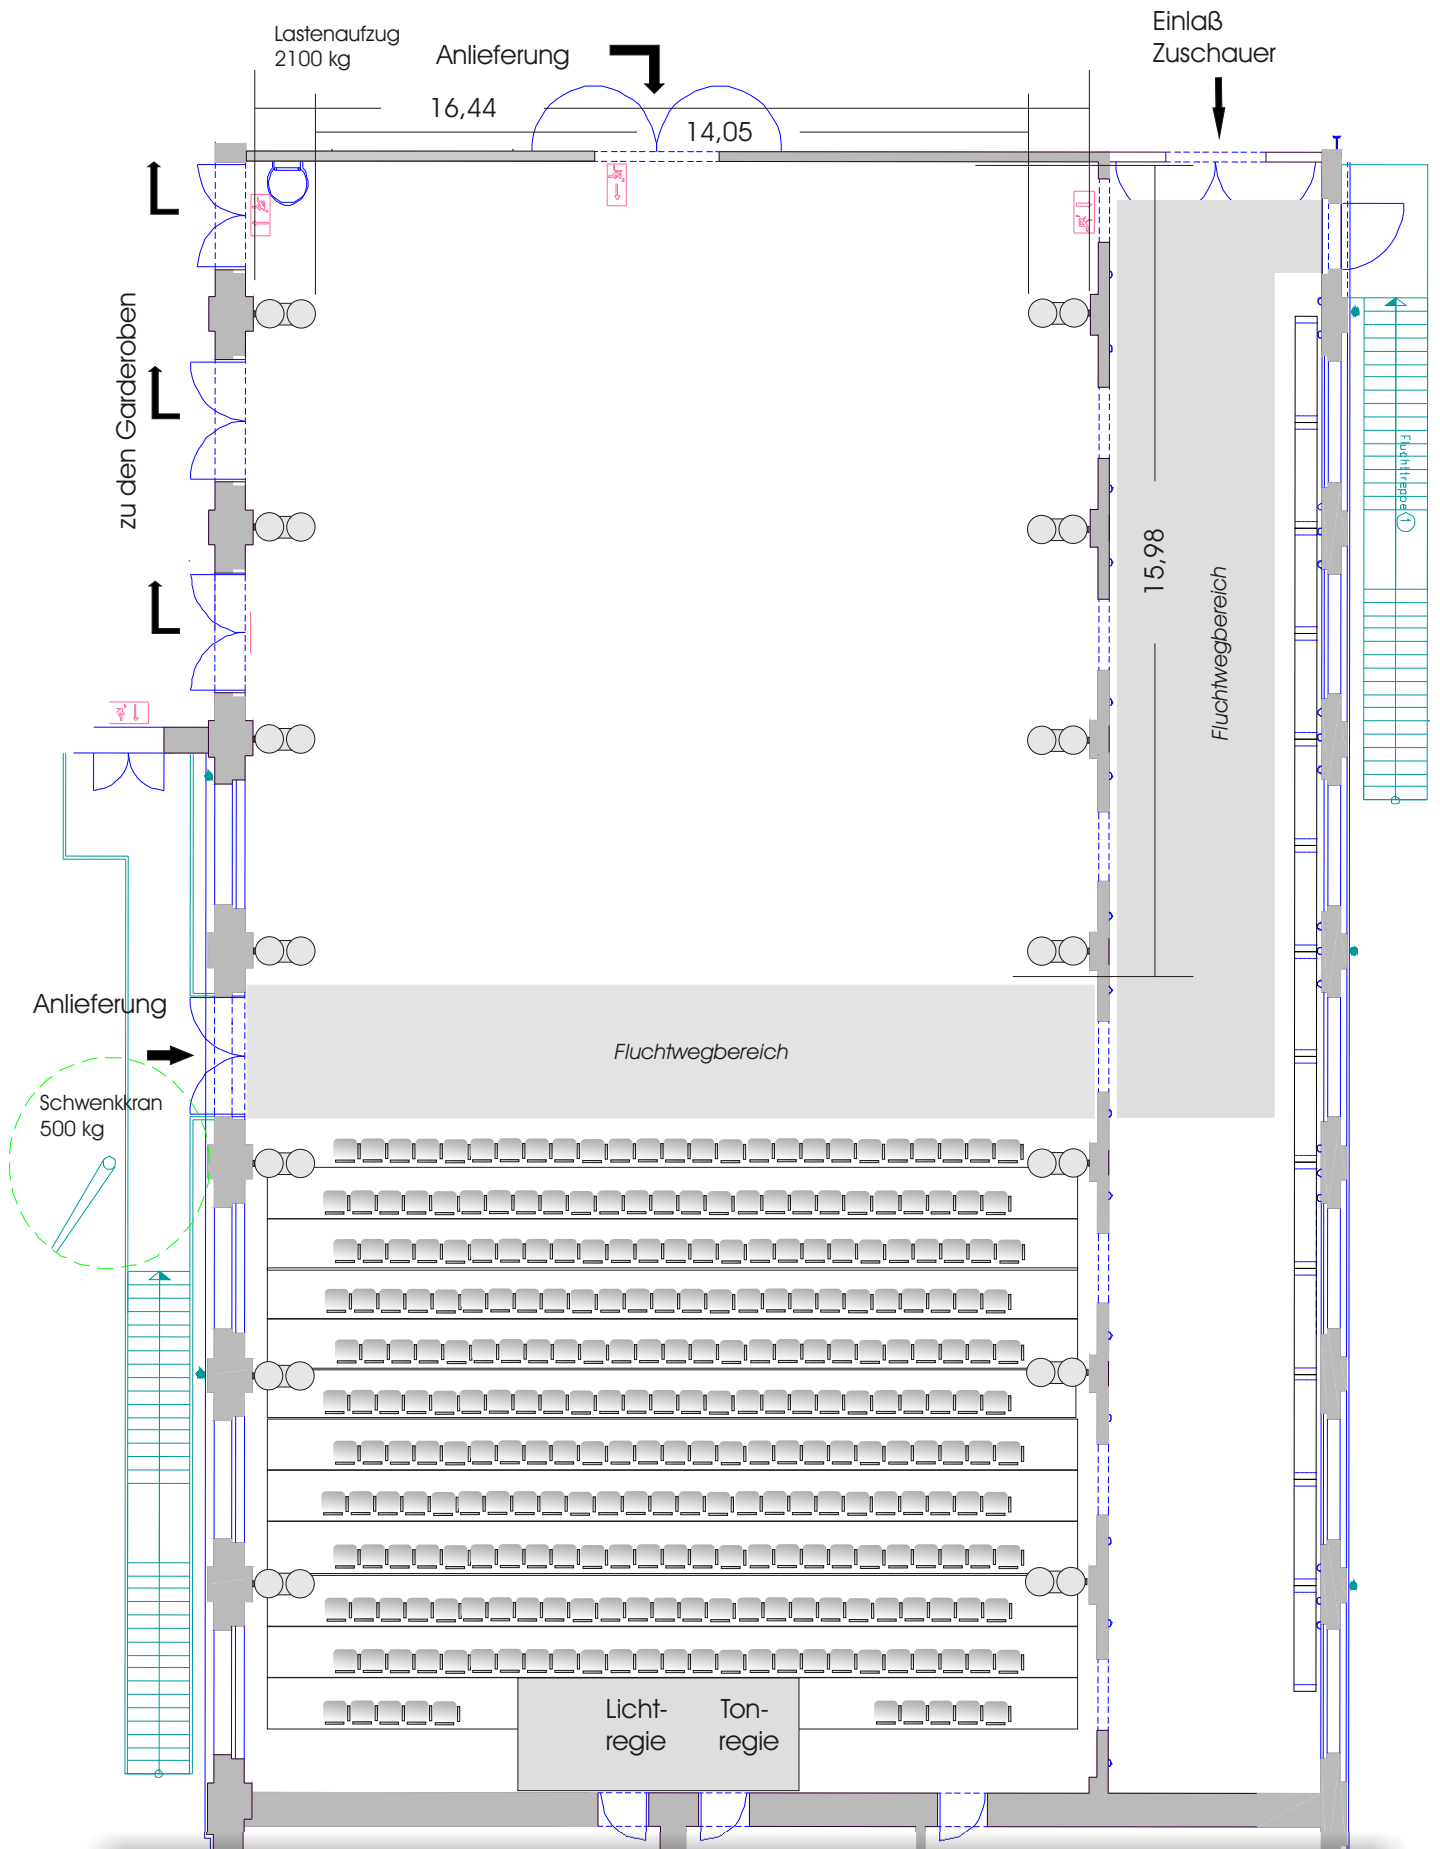 Lastenaufzug
2100 kg
Anlieferung
Einlaß
Zuschauer
16,44
14,05
zu den Garderoben
15,98
Fluchtwegbereich
Fluchttreppe 1
Anlieferung
Fluchtwegbereich
Schwenkkran
500 kg
Licht-
regie
Ton-
regie